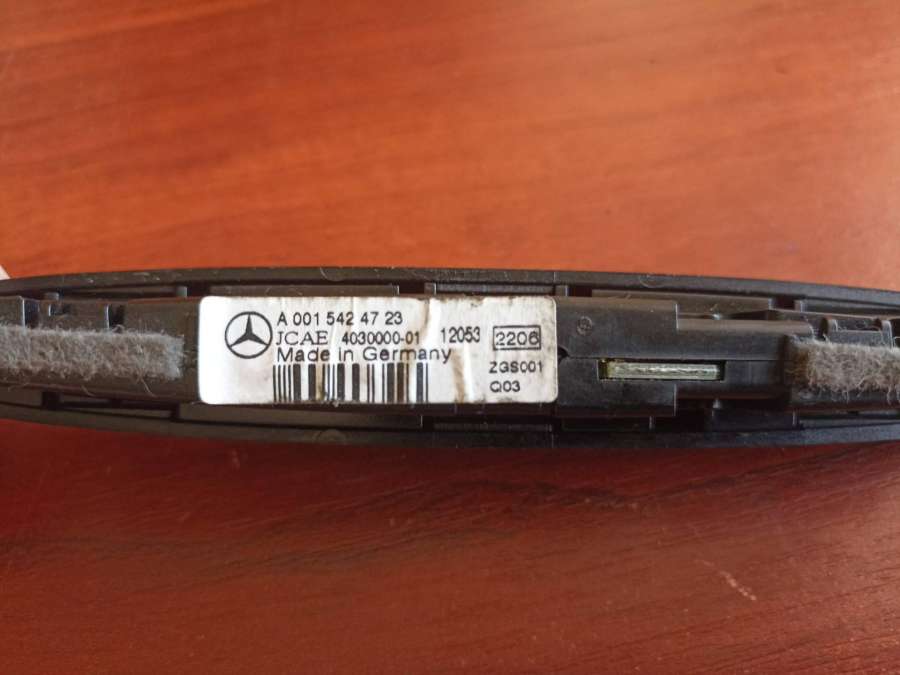 A 001 542 47 23
JCAE 4030000-01 12053 2206
Made in Germany ZGS001
Q03